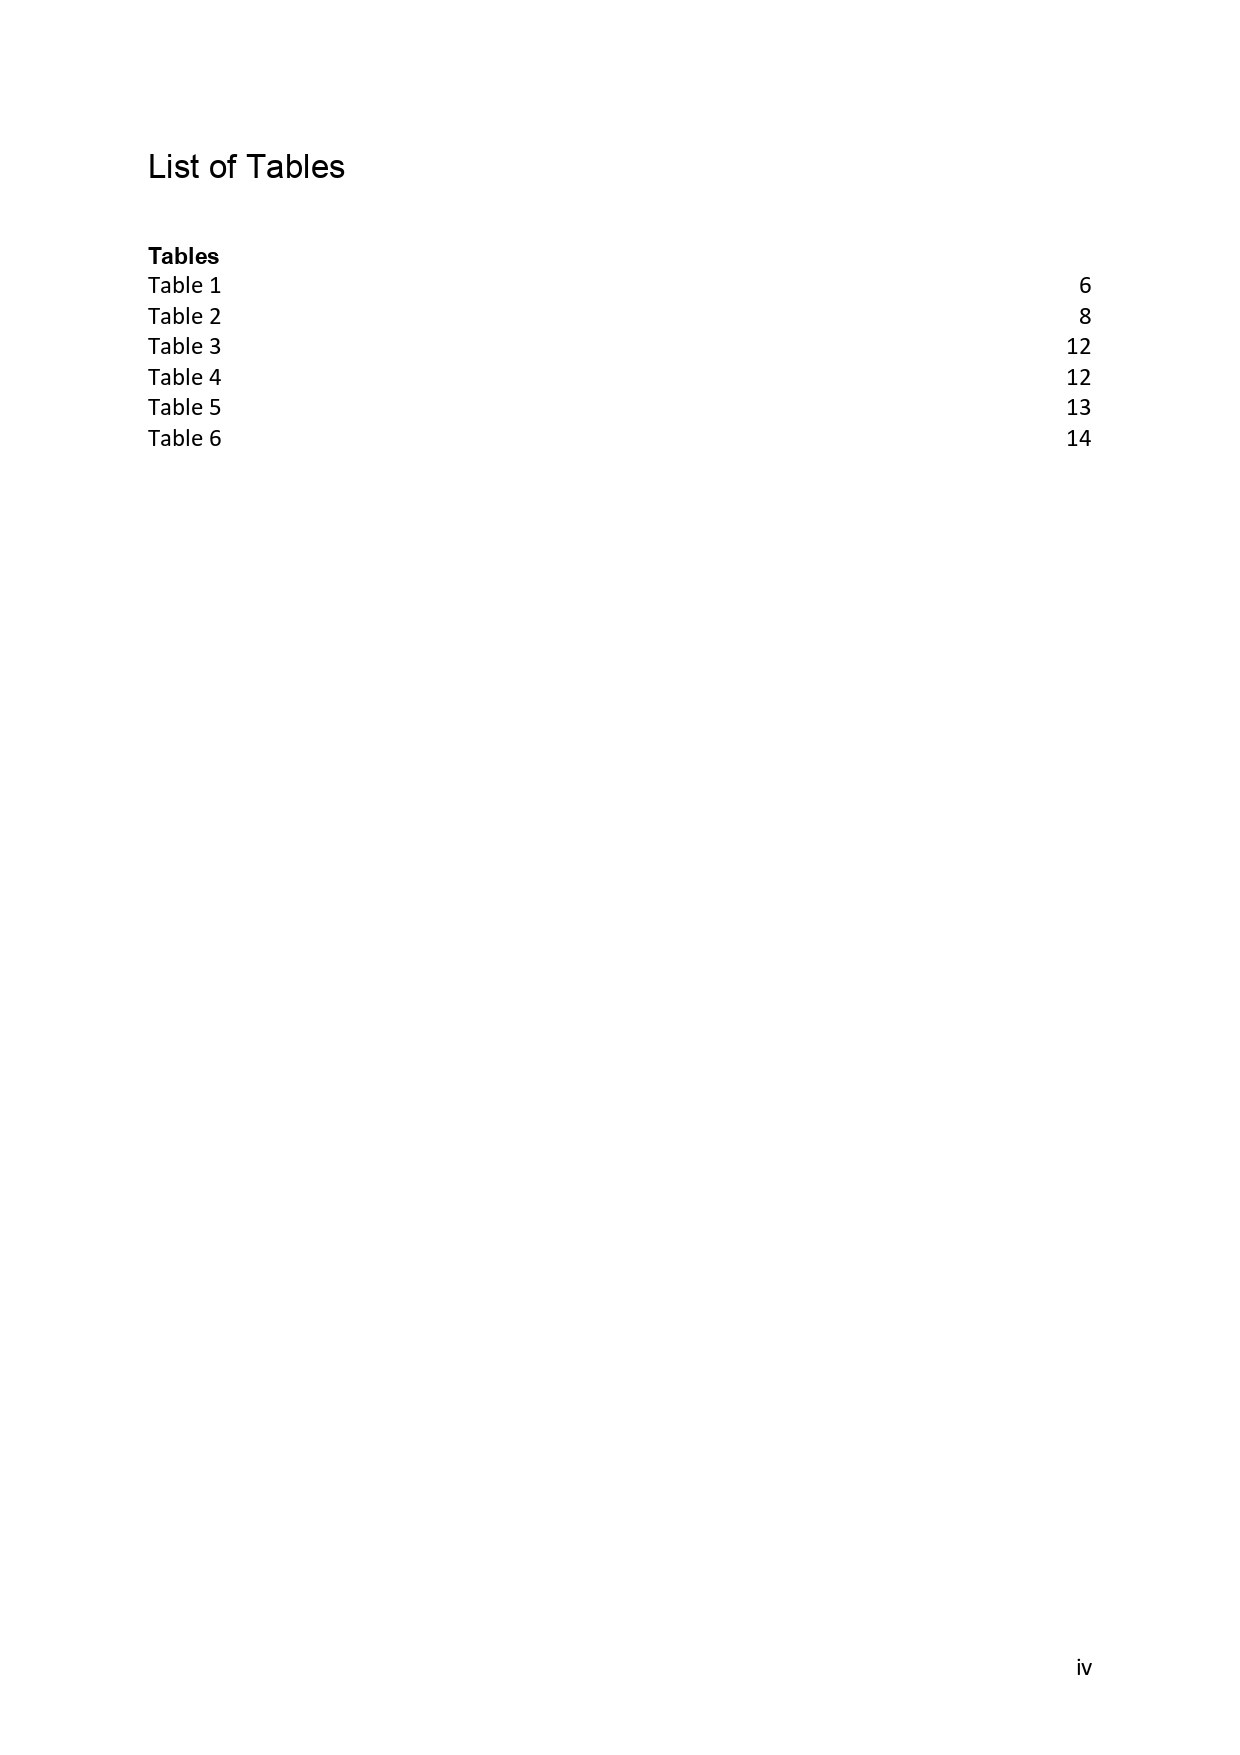 List of Tables
Tables
Table 1 6
Table 2 8
Table 3 12
Table 4 12
Table 5 13
Table 6 14
iv